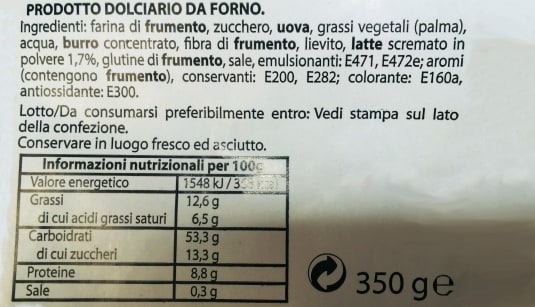 PRODOTTO DOLCIARIO DA FORNO.
Ingredienti: farina di frumento, zucchero, uova, grassi vegetali (palma),
acqua, burro concentrato, fibra di frumento, lievito, latte scremato in
polvere 1,7%, glutine di frumento, sale, emulsionanti: E471, E472e; aromi
(contengono frumento), conservanti: E200, E282; colorante: E160a,
antiossidante: E300.
Lotto/Da consumarsi preferibilmente entro: Vedi stampa sul lato
della confezione.
Conservare in luogo fresco ed asciutto.
Informazioni nutrizionali per 100g
Valore energetico 1548 kJ /
Grassi 12,6 g
di cui acidi grassi saturi 6,5 g
Carboidrati 53,3 g
di cui zuccheri 13,3 g
Proteine 8,8 g
Sale 0,3 g
350 g e